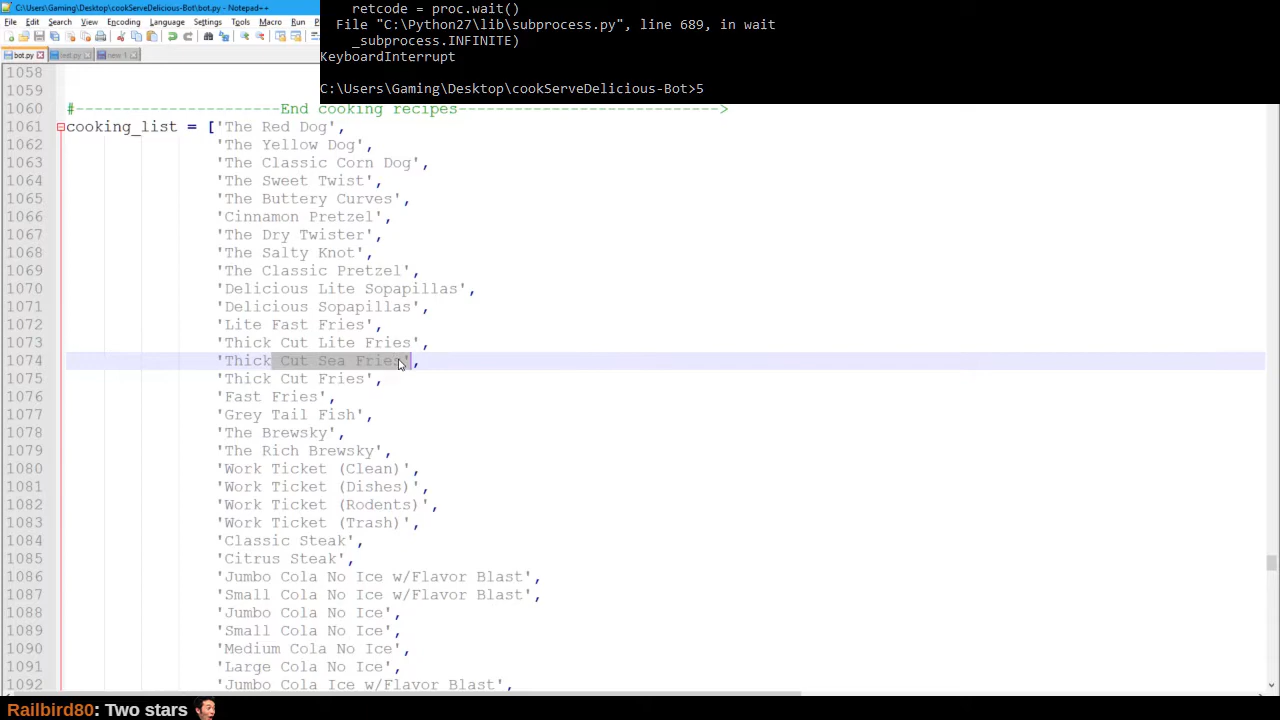 C:\Users\Gaming\Desktop\cookServeDelicious-Bot\bot.py - Notepad++
File Edit Search View Encoding Language Settings Tools Macro Run
bot.py new 1
retcode = proc.wait()
File "C:\Python27\lib\subprocess.py", line 689, in wait
_subprocess.INFINITE)
KeyboardInterrupt
C:\Users\Gaming\Desktop\cookServeDelicious-Bot>5
1058
1059
1060 #----------------------End cooking recipes---------------------------->
1061 cooking_list = ['The Red Dog',
1062 'The Yellow Dog',
1063 'The Classic Corn Dog',
1064 'The Sweet Twist',
1065 'The Buttery Curves',
1066 'Cinnamon Pretzel',
1067 'The Dry Twister',
1068 'The Salty Knot',
1069 'The Classic Pretzel',
1070 'Delicious Lite Sopapillas',
1071 'Delicious Sopapillas',
1072 'Lite Fast Fries',
1073 'Thick Cut Lite Fries',
1074 'Thick Cut Sea Fries',
1075 'Thick Cut Fries',
1076 'Fast Fries',
1077 'Grey Tail Fish',
1078 'The Brewsky',
1079 'The Rich Brewsky',
1080 'Work Ticket (Clean)',
1081 'Work Ticket (Dishes)',
1082 'Work Ticket (Rodents)',
1083 'Work Ticket (Trash)',
1084 'Classic Steak',
1085 'Citrus Steak',
1086 'Jumbo Cola No Ice w/Flavor Blast',
1087 'Small Cola No Ice w/Flavor Blast',
1088 'Jumbo Cola No Ice',
1089 'Small Cola No Ice',
1090 'Medium Cola No Ice',
1091 'Large Cola No Ice',
1092 'Jumbo Cola Ice w/Flavor Blast',
Railbird80: Two stars